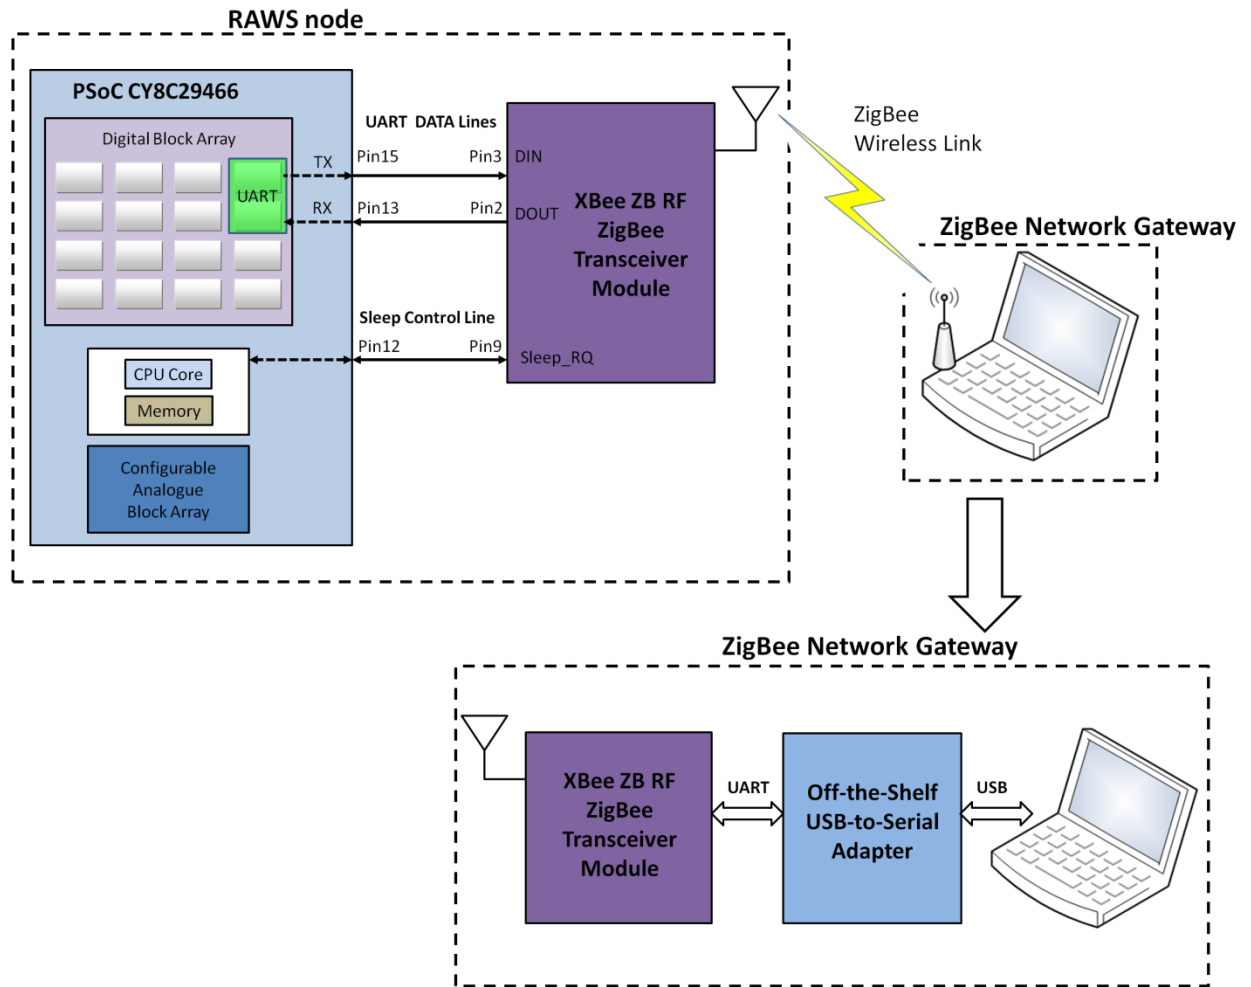 RAWS node
PSoC CY8C29466
Digital Block Array
UART
TX
RX
UART DATA Lines
Pin15
Pin3
DIN
Pin13
Pin2
DOUT
XBee ZB RF
ZigBee
Transceiver
Module
Sleep Control Line
Pin12
Pin9
Sleep_RQ
CPU Core
Memory
Configurable
Analogue
Block Array
ZigBee
Wireless Link
ZigBee Network Gateway
ZigBee Network Gateway
XBee ZB RF
ZigBee
Transceiver
Module
UART
Off-the-Shelf
USB-to-Serial
Adapter
USB